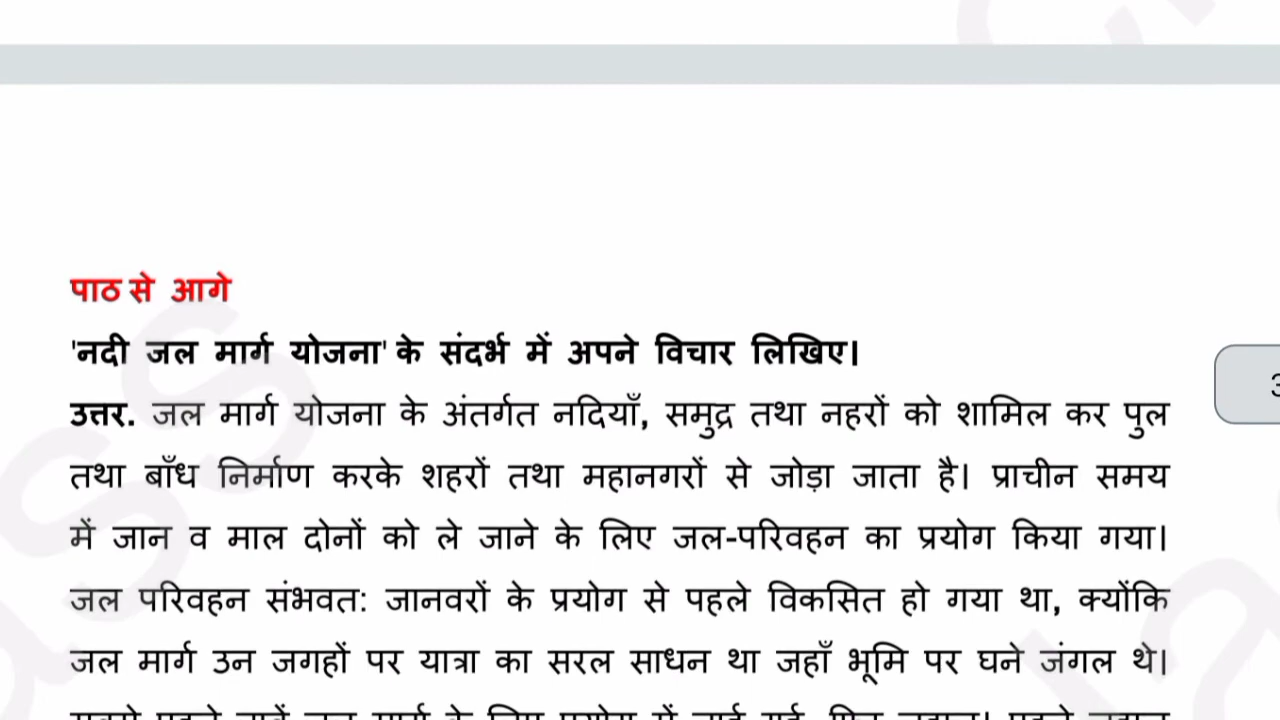 पाठ से आगे
'नदी जल मार्ग योजना' के संदर्भ में अपने विचार लिखिए।
उत्तर. जल मार्ग योजना के अंतर्गत नदियाँ, समुद्र तथा नहरों को शामिल कर पुल
तथा बाँध निर्माण करके शहरों तथा महानगरों से जोड़ा जाता है। प्राचीन समय
में जान व माल दोनों को ले जाने के लिए जल-परिवहन का प्रयोग किया गया।
जल परिवहन संभवत: जानवरों के प्रयोग से पहले विकसित हो गया था, क्योंकि
जल मार्ग उन जगहों पर यात्रा का सरल साधन था जहाँ भूमि पर घने जंगल थे।